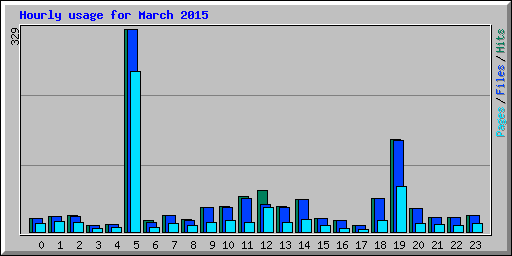 Hourly usage for March 2015
329
Pages/Files/Hits
0 1 2 3 4 5 6 7 8 9 10 11 12 13 14 15 16 17 18 19 20 21 22 23